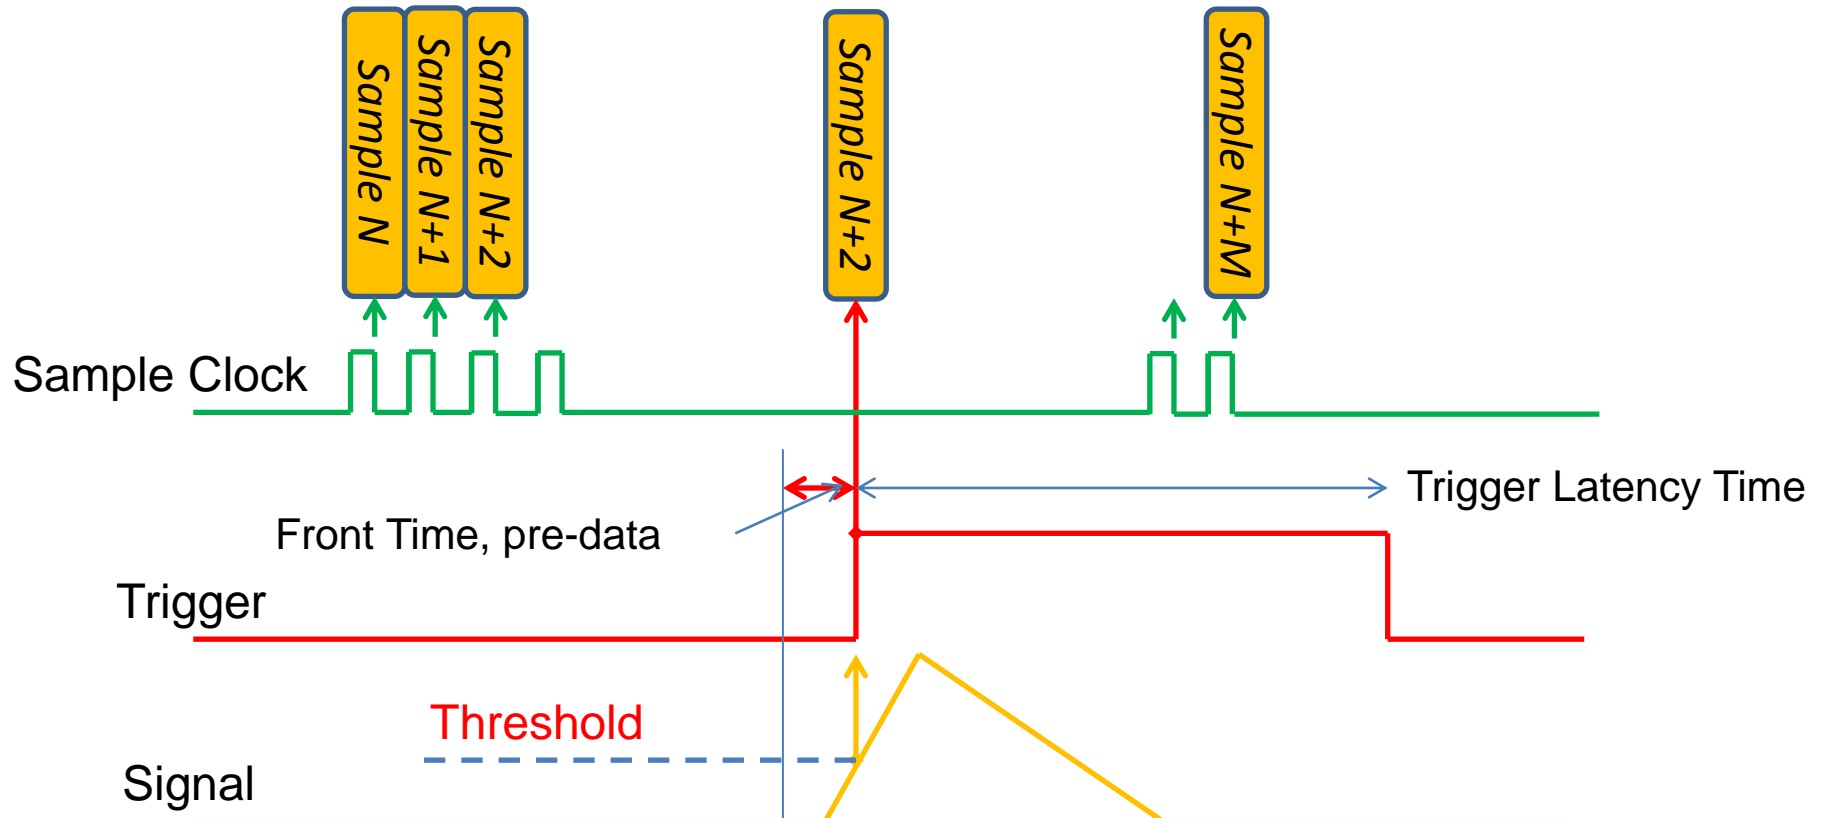 Sample N
Sample N+1
Sample N+2
Sample N+2
Sample N+M
Sample Clock
Trigger Latency Time
Front Time, pre-data
Trigger
Threshold
Signal